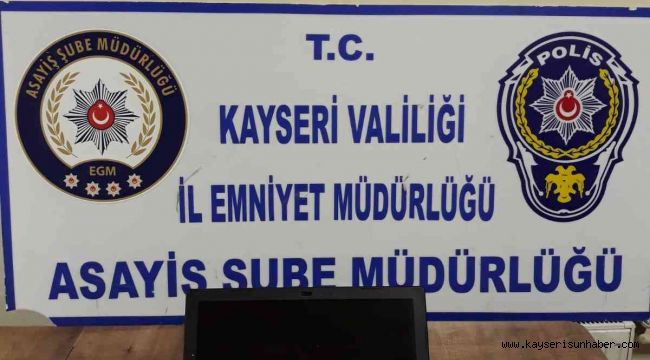 ASAYİŞ ŞUBE MÜDÜRLÜĞÜ
EGM
T.C.
KAYSERİ VALİLİĞİ
İL EMNİYET MÜDÜRLÜĞÜ
ASAYİŞ ŞUBE MÜDÜRLÜĞÜ
POLİS
www.kayserisunhaber.com